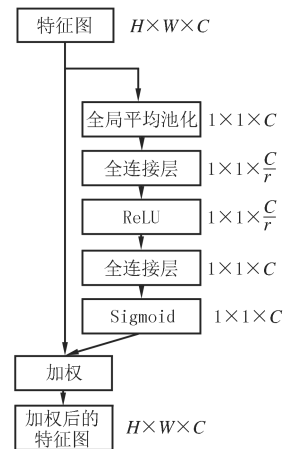 特征图 H×W×C
全局平均池化 1×1×C
全连接层 1×1×C/r
ReLU 1×1×C/r
全连接层 1×1×C
Sigmoid 1×1×C
加权
加权后的
特征图 H×W×C